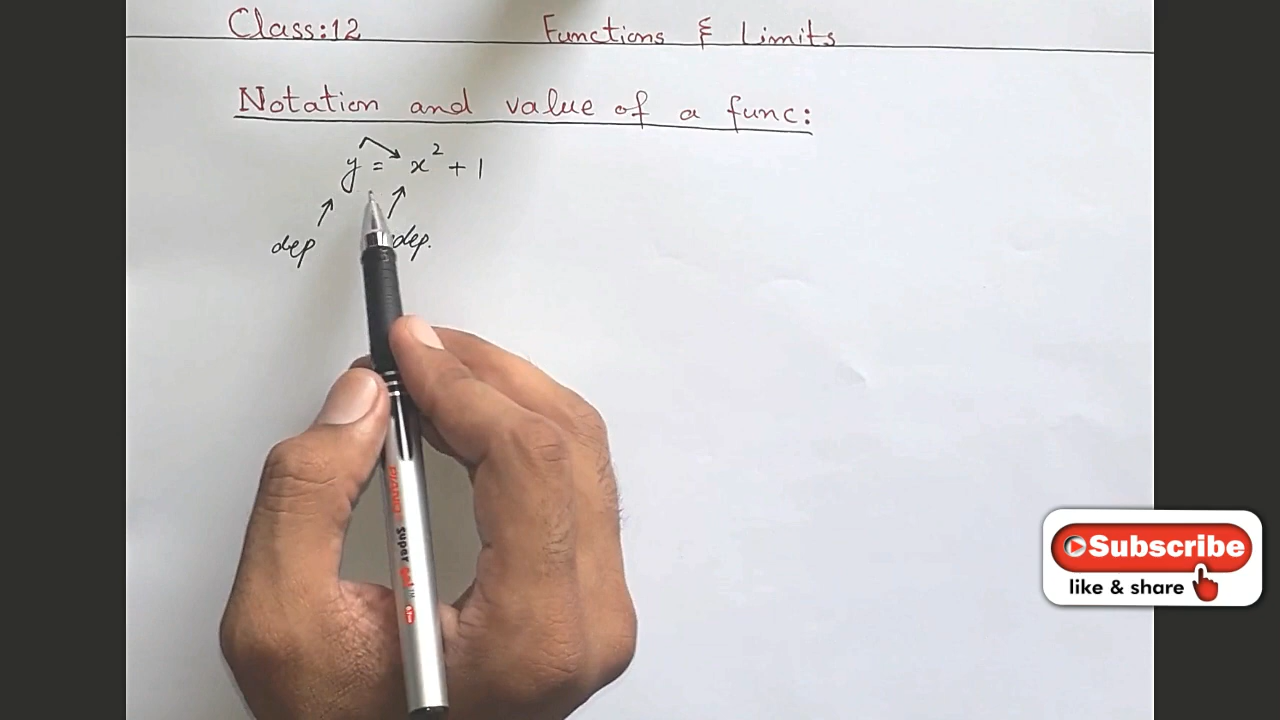 Class:12 Functions & Limits
Notation and value of a func:
y = x² + 1
dep dep.
Subscribe
like & share